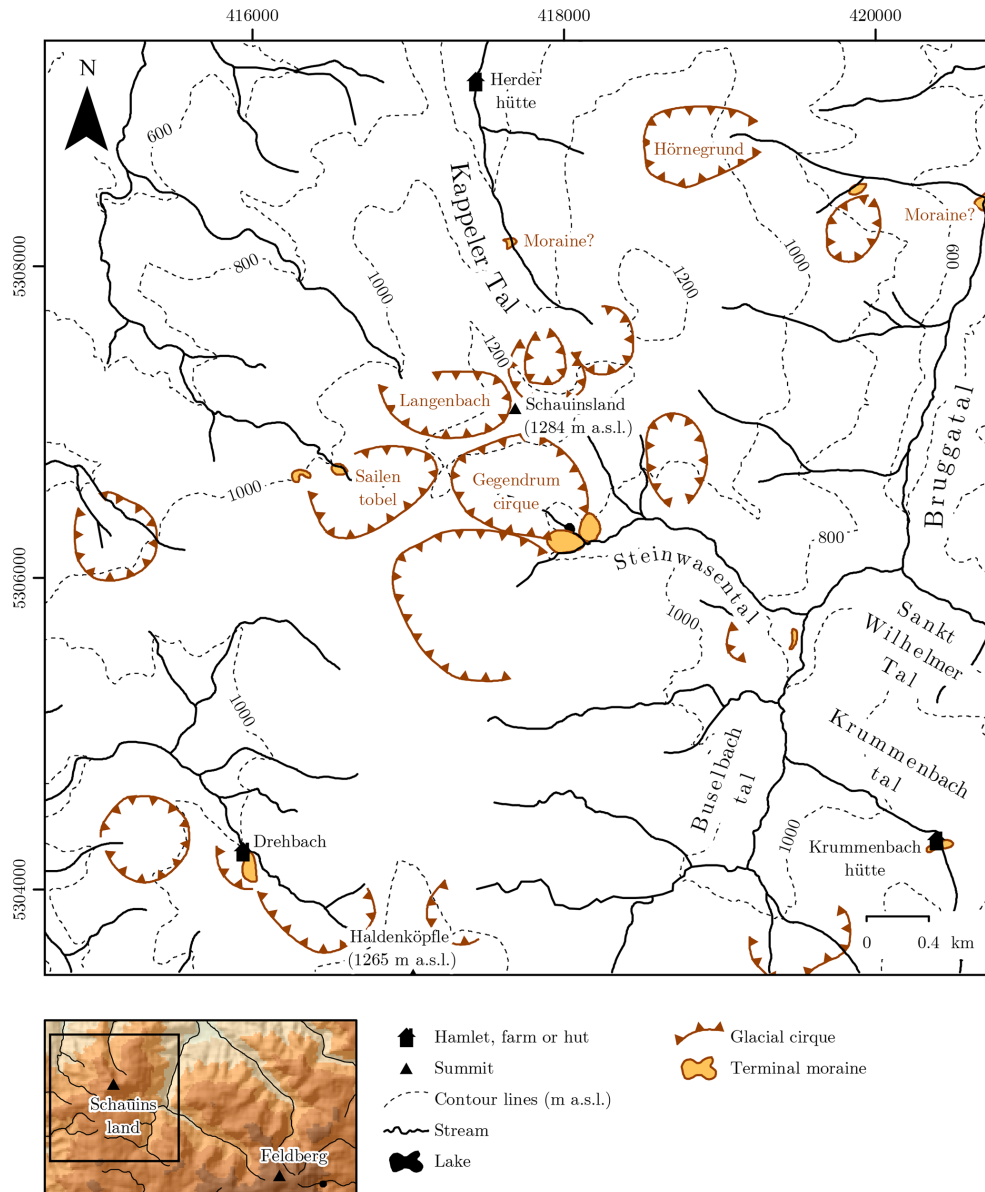 416000
418000
420000
N
Herder
hütte
600
Hörnegrund
Kappeler Tal
Moraine?
Moraine?
5308000
800
1000
1200
1000
600
1200
Langenbach
Schauinsland
(1284 m a.s.l.)
Bruggatal
Sailen
tobel
Gegendrum
cirque
1000
800
5306000
Steinwasental
1000
Sankt
Wilhelmer
Tal
1000
Krummenbach
tal
Buselbach
tal
Drehbach
1000
Krummenbach
hütte
5304000
Haldenköpfle
(1265 m a.s.l.)
0 0.4 km
Hamlet, farm or hut
Summit
Contour lines (m a.s.l.)
Stream
Lake
Glacial cirque
Terminal moraine
Schauins
land
Feldberg